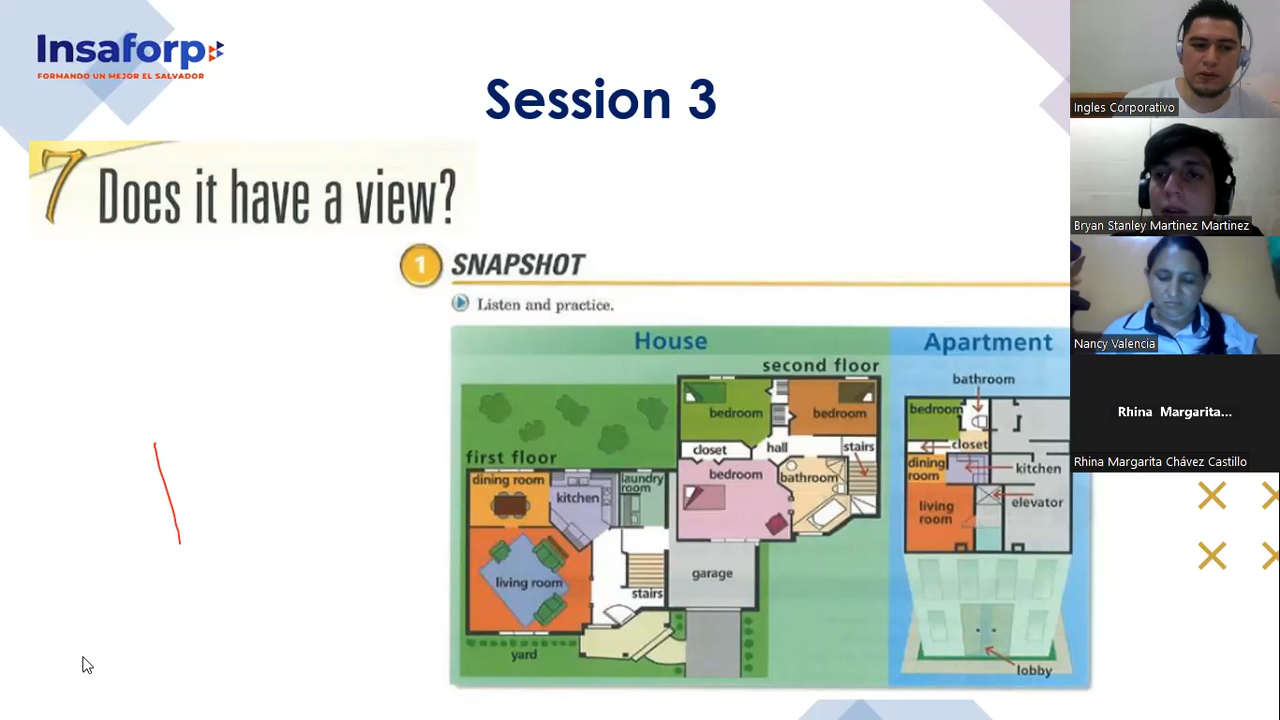 Insaforp
FORMANDO UN MEJOR EL SALVADOR
Session 3
7 Does it have a view?
1 SNAPSHOT
Listen and practice.
House
second floor
bedroom
bedroom
closet
hall
stairs
bedroom
bathroom
first floor
dining room
kitchen
laundry
room
living room
stairs
garage
yard
Apartment
bathroom
bedroom
closet
dining
room
kitchen
living
room
elevator
lobby
Ingles Corporativo
Bryan Stanley Martinez Martinez
Nancy Valencia
Rhina Margarita...
Rhina Margarita Chávez Castillo